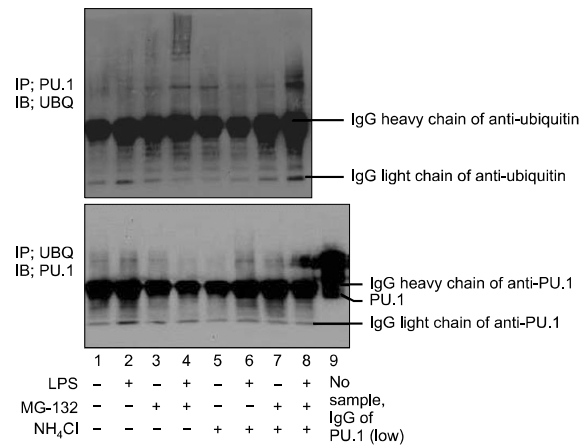 IP; PU.1
IB; UBQ
IgG heavy chain of anti-ubiquitin
IgG light chain of anti-ubiquitin
IP; UBQ
IB; PU.1
IgG heavy chain of anti-PU.1
PU.1
IgG light chain of anti-PU.1
1 2 3 4 5 6 7 8 9
LPS – + – + – + – + No
MG-132 – – + + – – + + sample,
NH₄Cl – – – – + + + + IgG of
PU.1 (low)